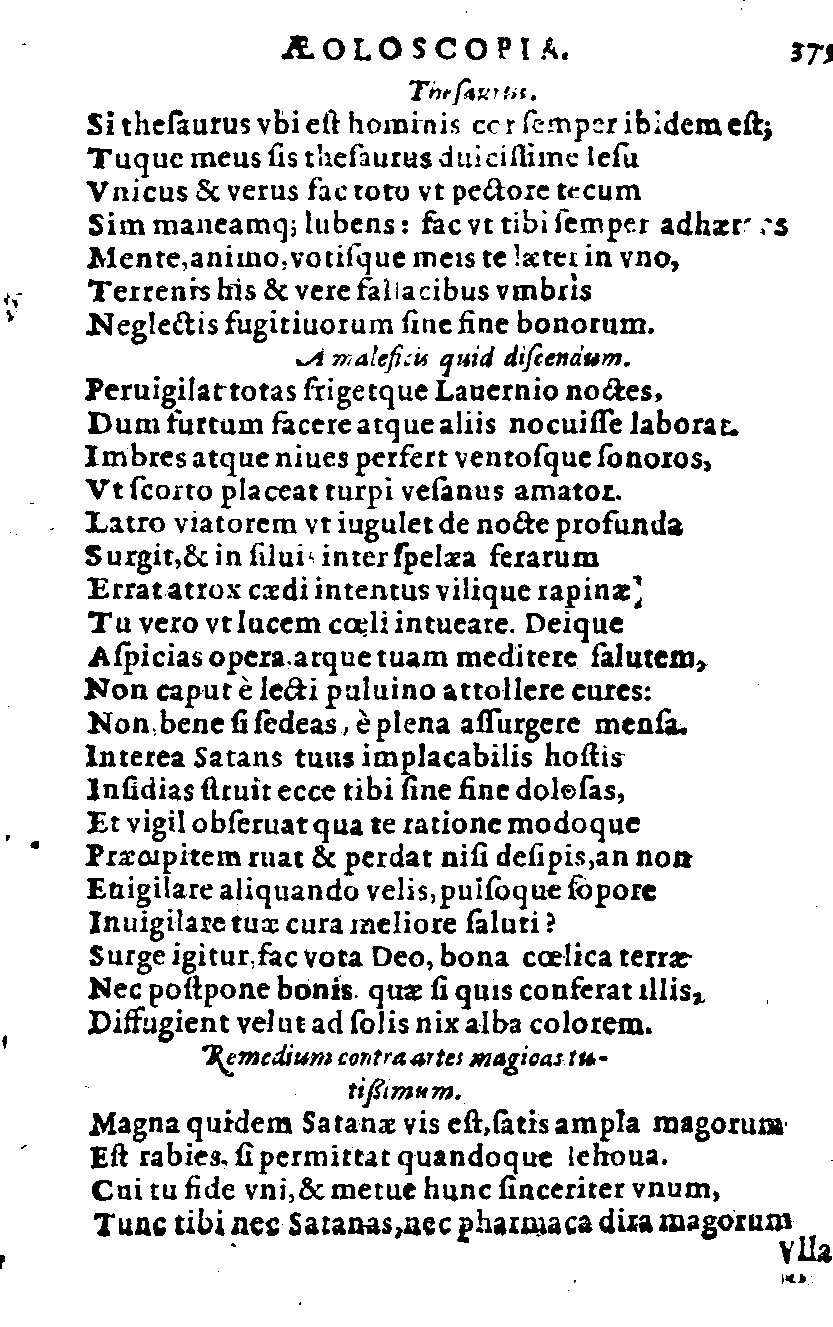 ÆOLOSCOPIA. 375
Thesaurus.
Si theſaurus vbi eſt hominis cor ſemper ibidem eſt;
Tuque meus ſis theſaurus dulciſſime Ieſu
Vnicus & verus fac toto vt pectore tecum
Sim maneamq; lubens: fac vt tibi ſemper
Mente, animo, votiſque meis te læter in vno,
Terrenis his & vere fallacibus vmbris
Neglectis fugitiuorum ſine fine bonorum.
A maleficis quid diſcendum.
Peruigilat totas frigetque Lauernio noctes,
Dum furtum facere atque aliis nocuiſſe laborat.
Imbres atque niues perfert ventoſque ſonoros,
Vt ſcorto placeat turpi veſanus amator.
Latro viatorem vt iugulet de nocte profunda
Surgit, & in ſiluis inter ſpelæa ferarum
Errat atrox cædi intentus vilique rapinæ;
Tu vero vt lucem cœli intueare. Deique
Aſpicias opera. atque tuam meditere ſalutem,
Non caput è lecti puluino attollere cures:
Non, bene ſi ſedeas, è plena aſſurgere menſa.
Interea Satans tuus implacabilis hoſtis
Inſidias ſtruit ecce tibi ſine fine doloſas,
Et vigil obſeruat qua te ratione modoque
Præcipitem ruat & perdat niſi deſipis, an non
Euigilare aliquando velis, pulſoque ſopore
Inuigilare tuæ cura meliore ſaluti?
Surge igitur, fac vota Deo, bona cœlica terræ
Nec poſtpone bonis. quæ ſi quis conferat illis,
Diffugient velut ad ſolis nix alba colorem.
Remedium contra artes magicas tu-
tiſſimum.
Magna quidem Satanæ vis eſt, ſatis ampla magorum
Eſt rabies, ſi permittat quandoque Iehoua.
Cui tu fide vni, & metue hunc ſinceriter vnum,
Tunc tibi nec Satanas, nec pharmaca dira magorum
Vlla